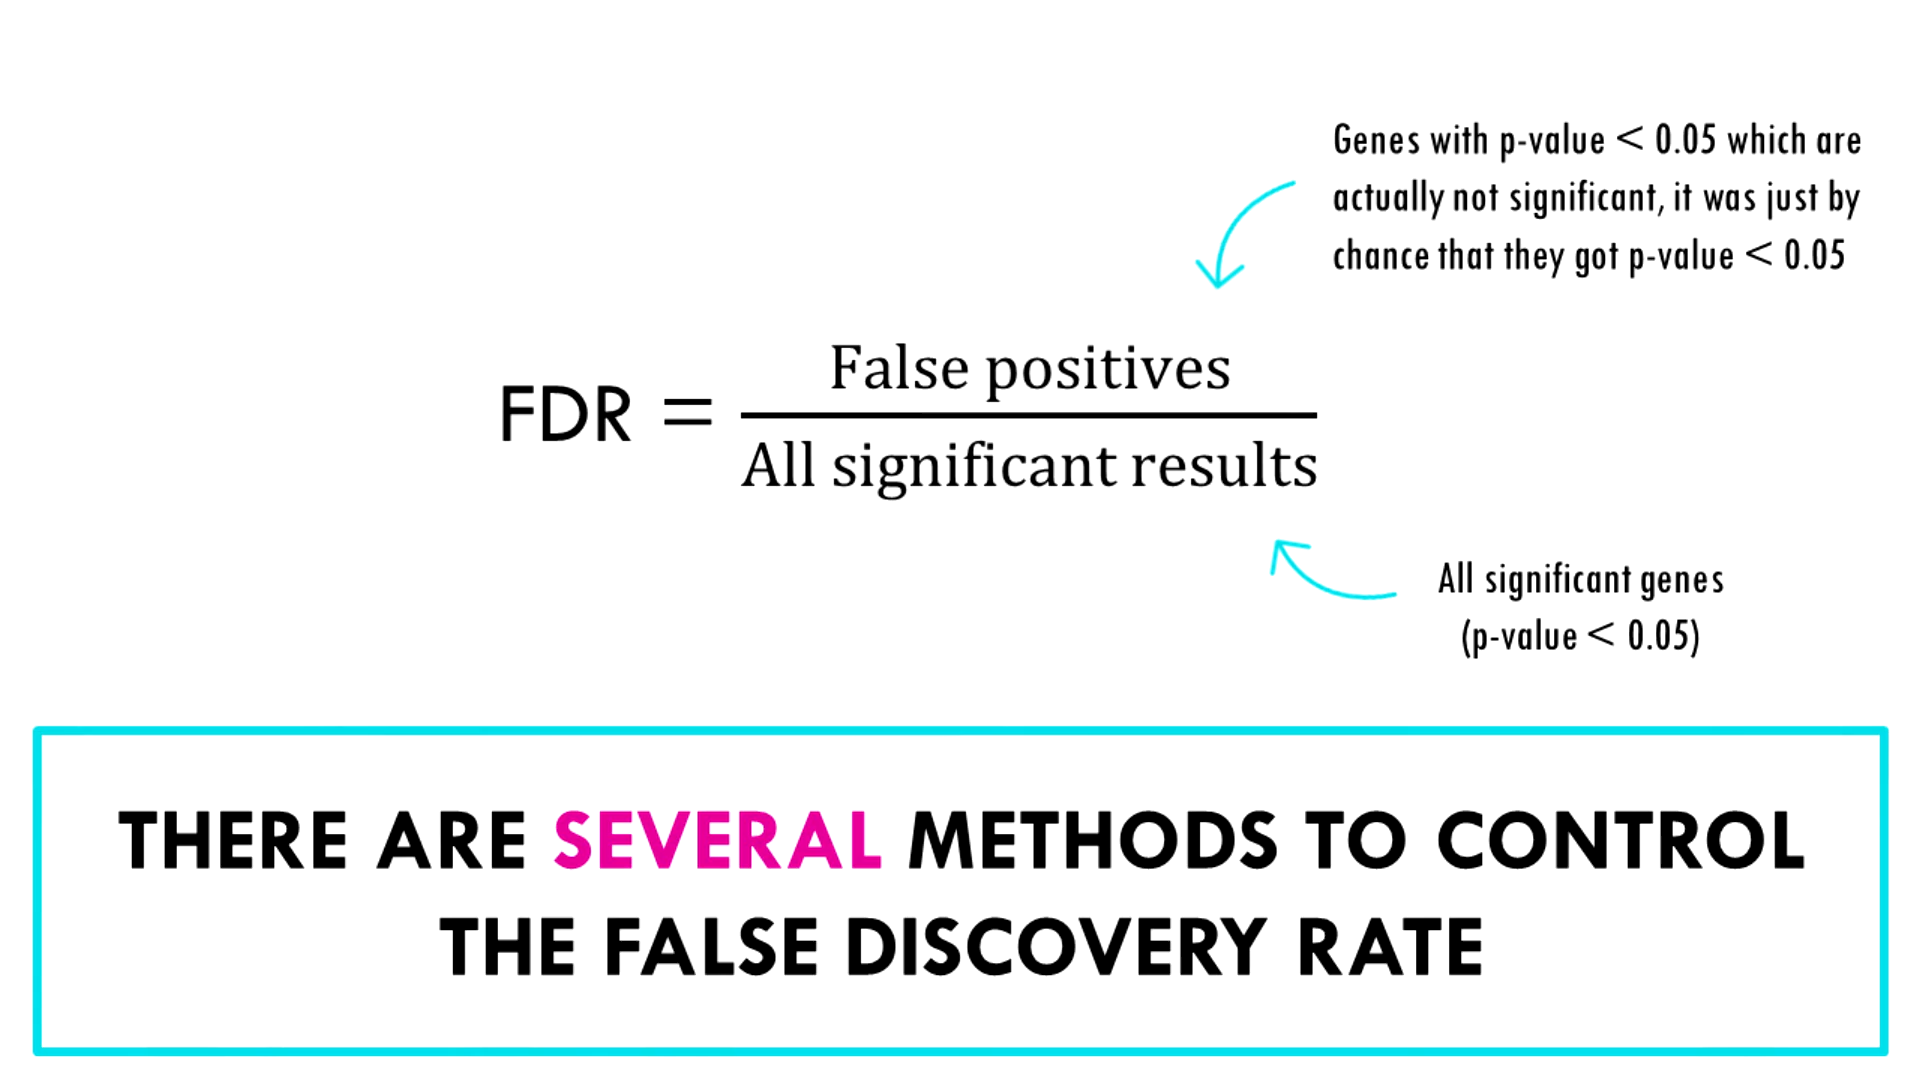 Genes with p-value < 0.05 which are
actually not significant, it was just by
chance that they got p-value < 0.05
FDR = False positives
All significant results
All significant genes
(p-value < 0.05)
THERE ARE SEVERAL METHODS TO CONTROL
THE FALSE DISCOVERY RATE